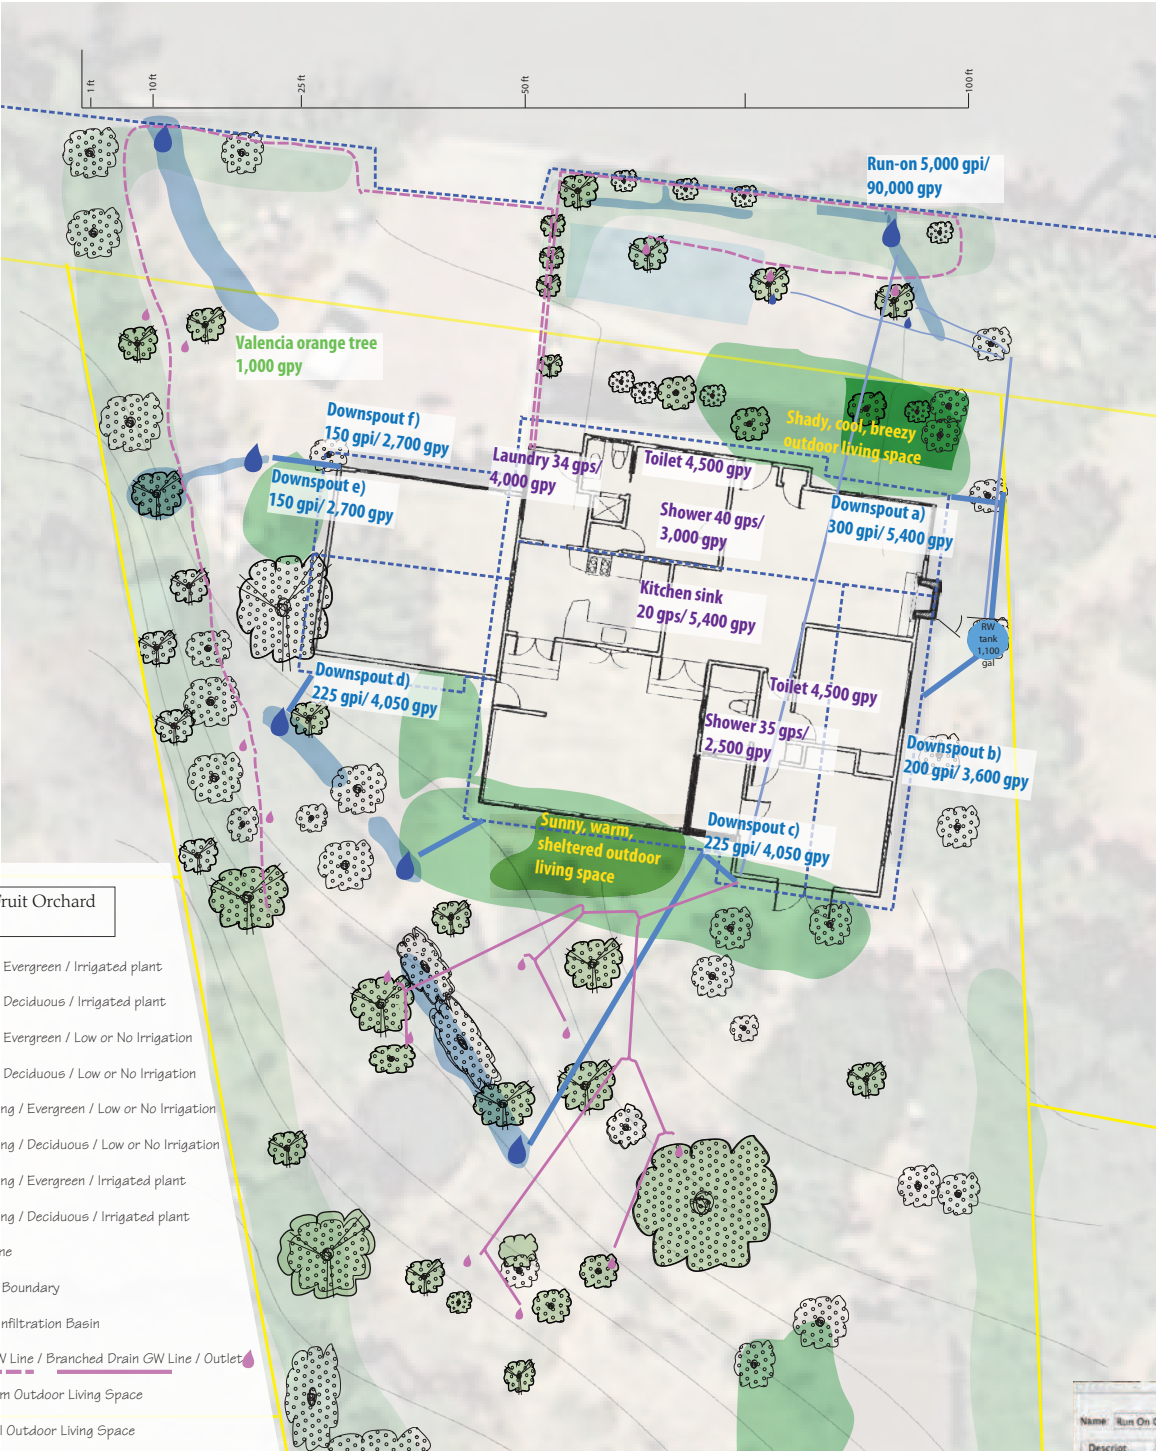 1 ft
10 ft
25 ft
50 ft
100 ft
Run-on 5,000 gpi/
90,000 gpy
Valencia orange tree
1,000 gpy
Downspout f)
150 gpi/ 2,700 gpy
Shady, cool, breezy
outdoor living space
Laundry 34 gps/
4,000 gpy
Toilet 4,500 gpy
Downspout e)
150 gpi/ 2,700 gpy
Shower 40 gps/
3,000 gpy
Downspout a)
300 gpi/ 5,400 gpy
Kitchen sink
20 gps/ 5,400 gpy
RW
tank
1,100
gal
Downspout d)
225 gpi/ 4,050 gpy
Toilet 4,500 gpy
Shower 35 gps/
2,500 gpy
Downspout b)
200 gpi/ 3,600 gpy
Sunny, warm,
sheltered outdoor
living space
Downspout c)
225 gpi/ 4,050 gpy
ruit Orchard
Evergreen / Irrigated plant
Deciduous / Irrigated plant
Evergreen / Low or No Irrigation
Deciduous / Low or No Irrigation
ng / Evergreen / Low or No Irrigation
ng / Deciduous / Low or No Irrigation
ng / Evergreen / Irrigated plant
ng / Deciduous / Irrigated plant
ne
Boundary
nfiltration Basin
W Line / Branched Drain GW Line / Outlet
m Outdoor Living Space
l Outdoor Living Space
Name Run On
Descript